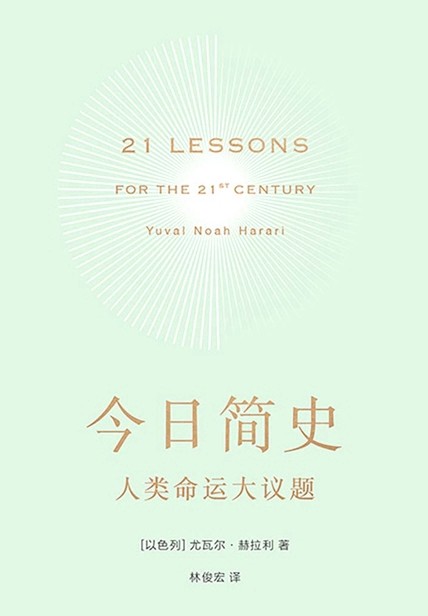 21 LESSONS
FOR THE 21ST CENTURY
Yuval Noah Harari
今日简史
人类命运大议题
[以色列] 尤瓦尔·赫拉利 著
林俊宏 译